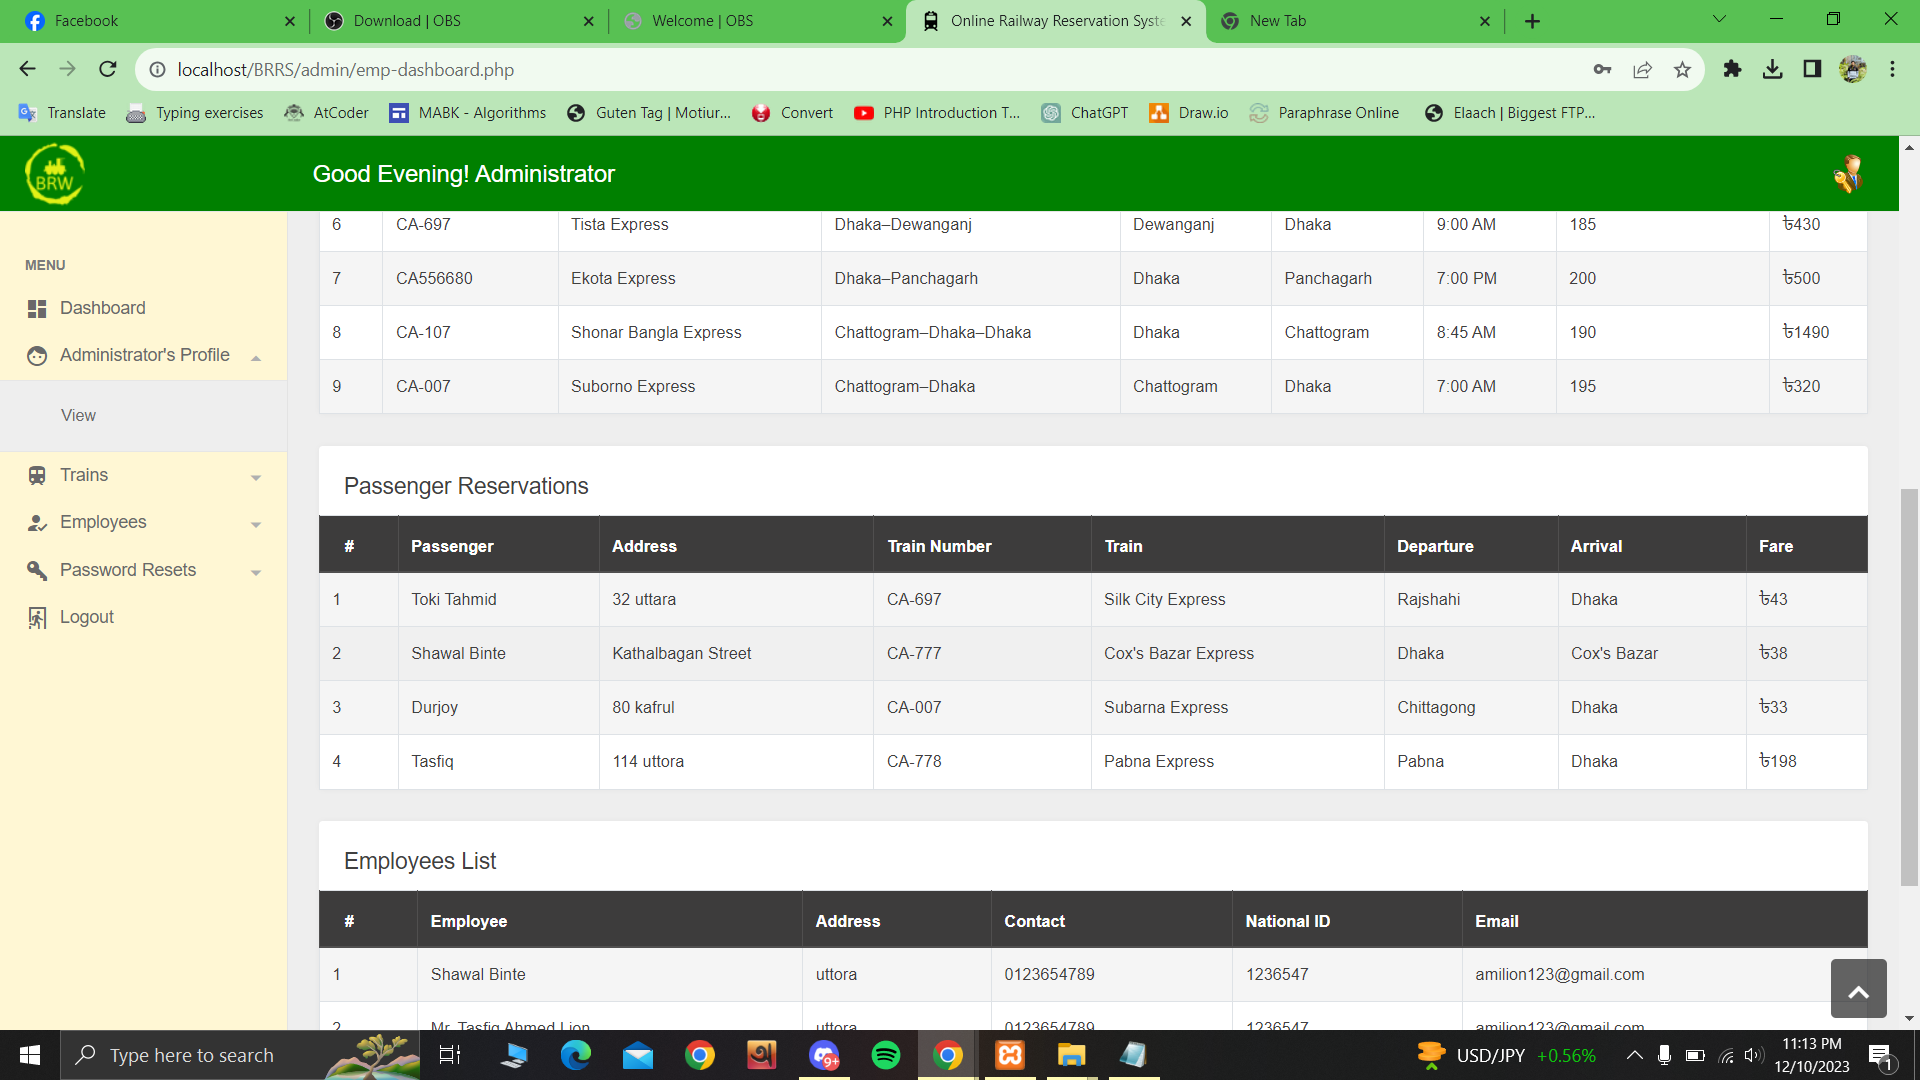 Facebook
Download | OBS
Welcome | OBS
Online Railway Reservation Syste
New Tab
localhost/BRRS/admin/emp-dashboard.php
Translate
Typing exercises
AtCoder
MABK - Algorithms
Guten Tag | Motiur...
Convert
PHP Introduction T...
ChatGPT
Draw.io
Paraphrase Online
Elaach | Biggest FTP...
BRW
Good Evening! Administrator
MENU
Dashboard
Administrator's Profile
View
Trains
Employees
Password Resets
Logout
6 CA-697 Tista Express Dhaka–Dewanganj Dewanganj Dhaka 9:00 AM 185 ৳430
7 CA556680 Ekota Express Dhaka–Panchagarh Dhaka Panchagarh 7:00 PM 200 ৳500
8 CA-107 Shonar Bangla Express Chattogram–Dhaka–Dhaka Dhaka Chattogram 8:45 AM 190 ৳1490
9 CA-007 Suborno Express Chattogram–Dhaka Chattogram Dhaka 7:00 AM 195 ৳320
Passenger Reservations
# Passenger Address Train Number Train Departure Arrival Fare
1 Toki Tahmid 32 uttara CA-697 Silk City Express Rajshahi Dhaka ৳43
2 Shawal Binte Kathalbagan Street CA-777 Cox's Bazar Express Dhaka Cox's Bazar ৳38
3 Durjoy 80 kafrul CA-007 Subarna Express Chittagong Dhaka ৳33
4 Tasfiq 114 uttora CA-778 Pabna Express Pabna Dhaka ৳198
Employees List
# Employee Address Contact National ID Email
1 Shawal Binte uttora 0123654789 1236547 amilion123@gmail.com
2 Mr. Tasfiq Ahmed Lion uttora 0123654789 1236547 amilion123@gmail.com
Type here to search
9+
USD/JPY +0.56%
11:13 PM
12/10/2023
1